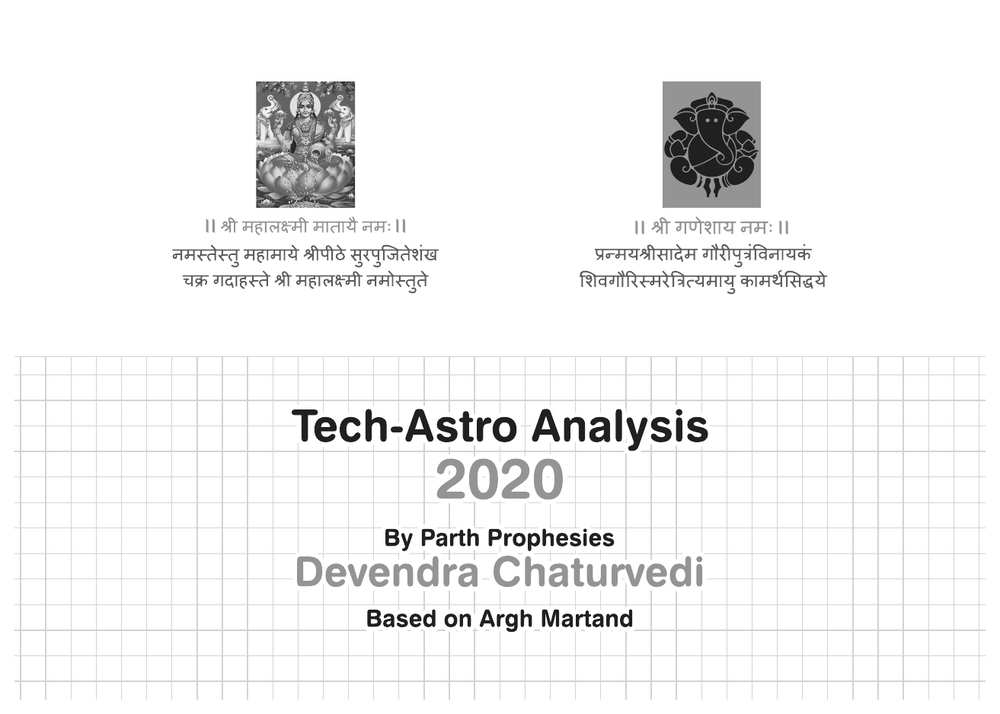 ॥ श्री महालक्ष्मी मातायै नमः ॥
नमस्तेस्तु महामाये श्रीपीठे सुरपुजितेशंख
चक्र गदाहस्ते श्री महालक्ष्मी नमोस्तुते
॥ श्री गणेशाय नमः ॥
प्रन्मयश्रीसादेम गौरीपुत्रंविनायकं
शिवगौरिस्मरेत्रित्यमायु कामर्थसिद्धये
Tech-Astro Analysis
2020
By Parth Prophesies
Devendra Chaturvedi
Based on Argh Martand